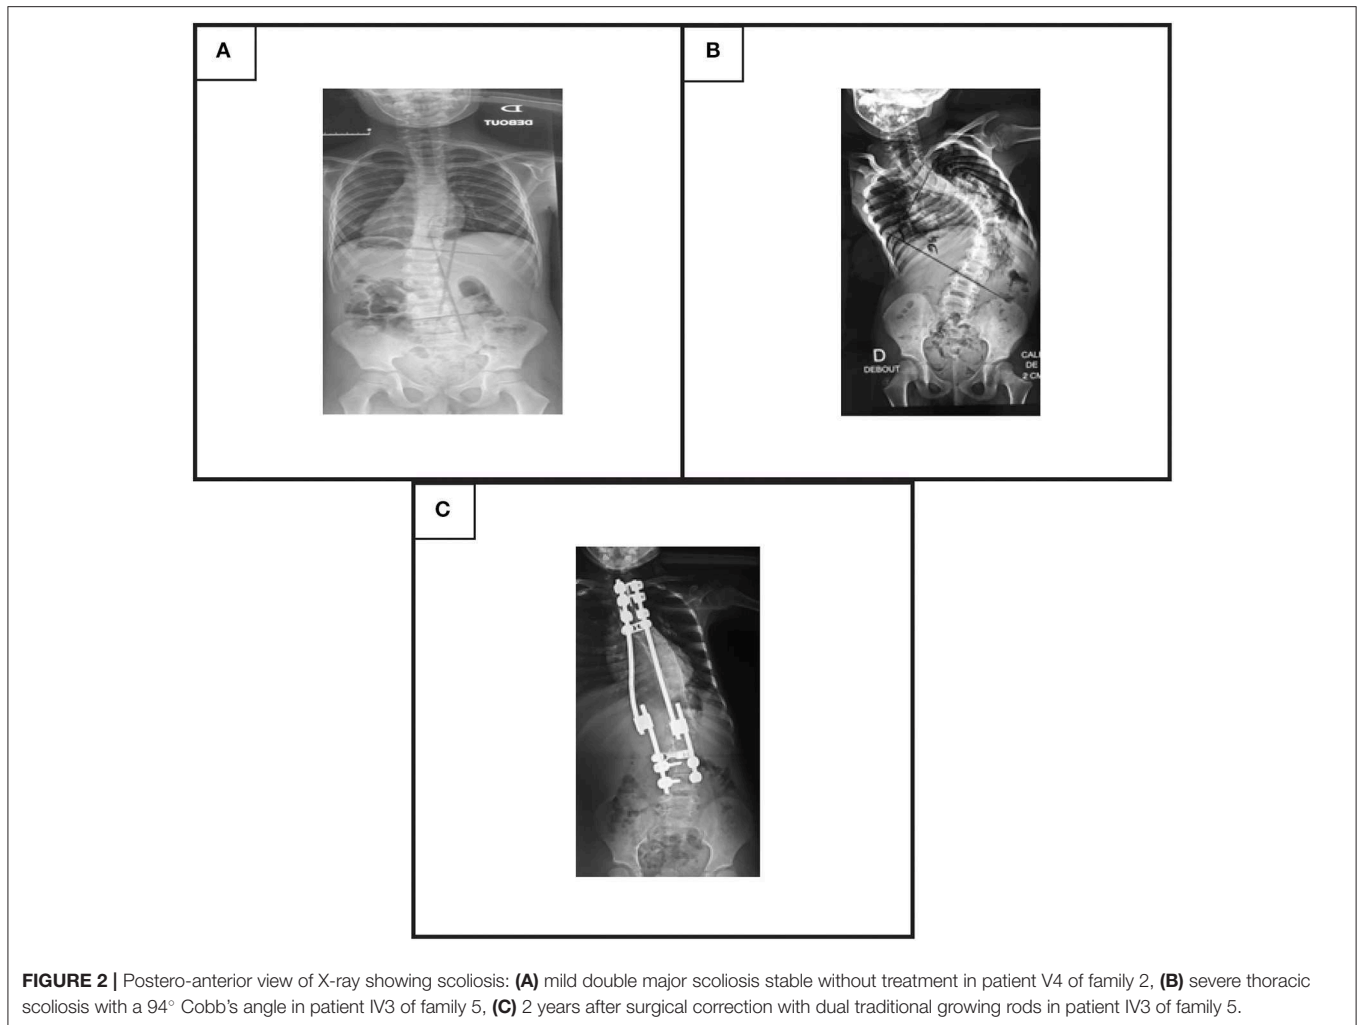 A
B
D
DEBOUT
D
DEBOUT
CALI
DE
2 CM
C
FIGURE 2 | Postero-anterior view of X-ray showing scoliosis: (A) mild double major scoliosis stable without treatment in patient V4 of family 2, (B) severe thoracic
scoliosis with a 94° Cobb's angle in patient IV3 of family 5, (C) 2 years after surgical correction with dual traditional growing rods in patient IV3 of family 5.